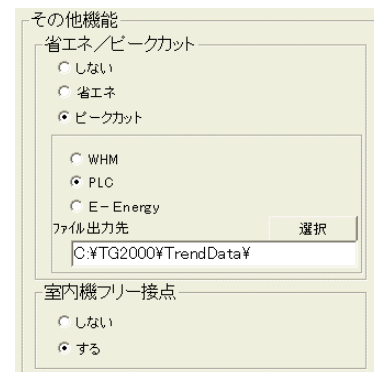 その他機能
省エネ／ピークカット
しない
省エネ
ピークカット
WHM
PLC
E－Energy
ファイル出力先 選択
C:¥TG2000¥TrendData¥
室内機フリー接点
しない
する